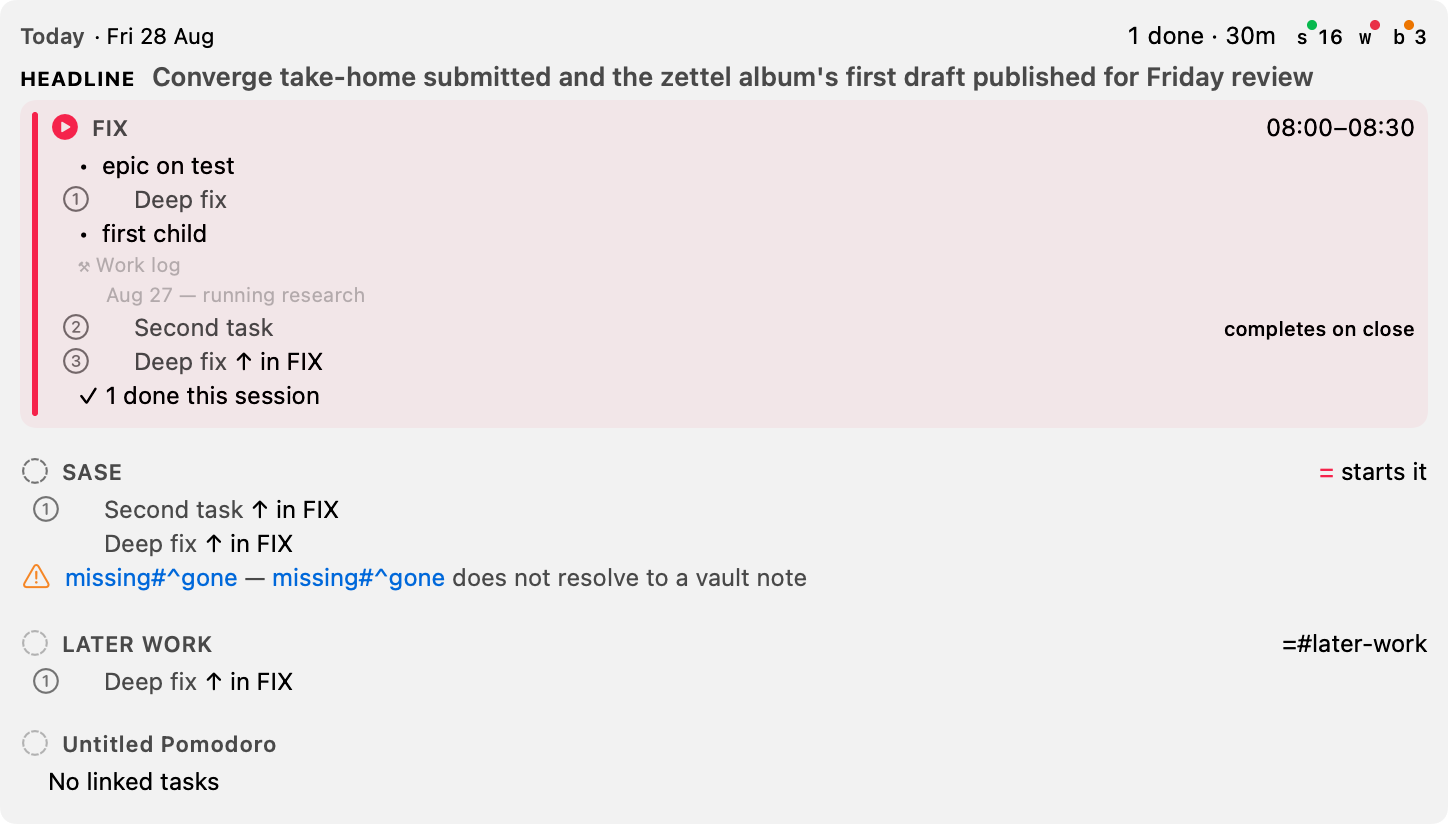 Today · Fri 28 Aug 1 done · 30m s 16 w b 3
HEADLINE Converge take-home submitted and the zettel album's first draft published for Friday review
FIX 08:00–08:30
• epic on test
1 Deep fix
• first child
⚒ Work log
Aug 27 — running research
2 Second task completes on close
3 Deep fix ↑ in FIX
✓ 1 done this session
SASE = starts it
1 Second task ↑ in FIX
Deep fix ↑ in FIX
missing#^gone — missing#^gone does not resolve to a vault note
LATER WORK =#later-work
1 Deep fix ↑ in FIX
Untitled Pomodoro
No linked tasks